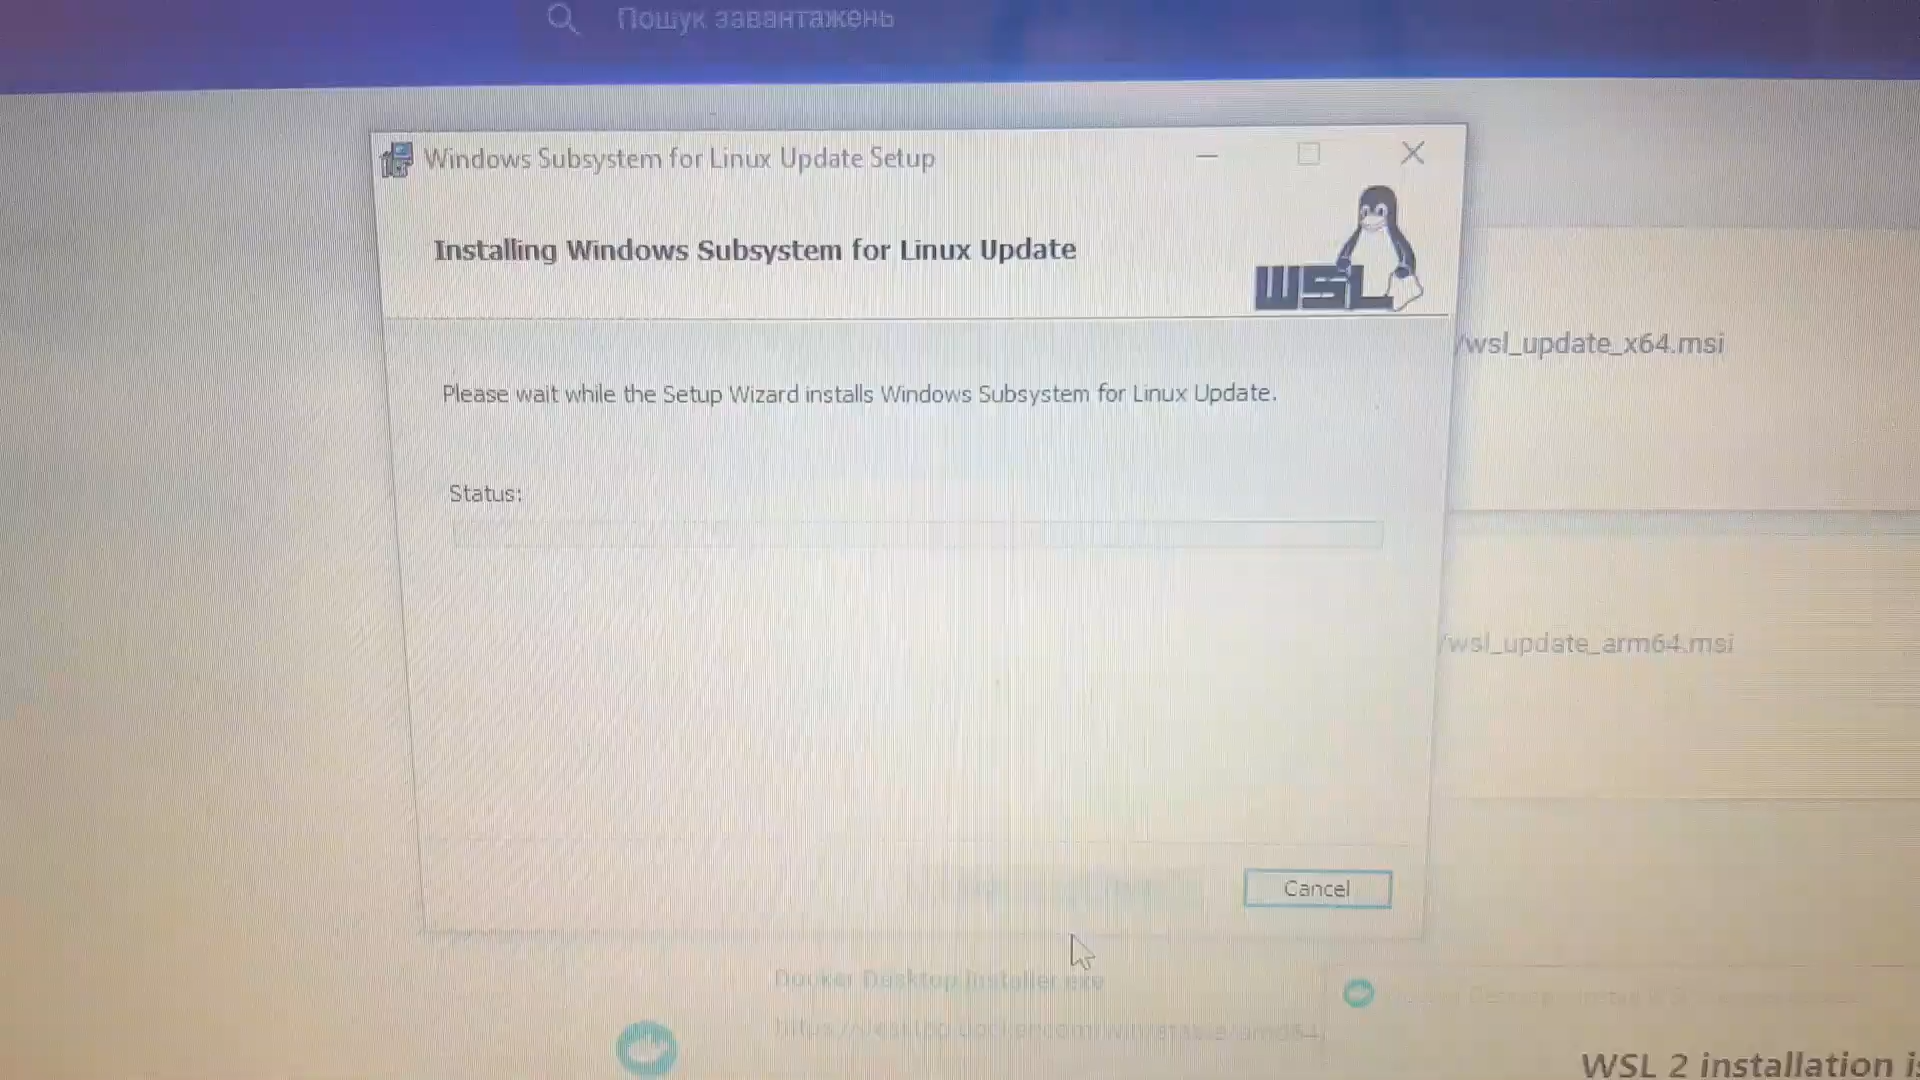 Пошук завантажень
Windows Subsystem for Linux Update Setup
Installing Windows Subsystem for Linux Update
WSL
/wsl_update_x64.msi
Please wait while the Setup Wizard installs Windows Subsystem for Linux Update.
Status:
/wsl_update_arm64.msi
Cancel
Docker Desktop Installer.exe
WSL 2 installation is